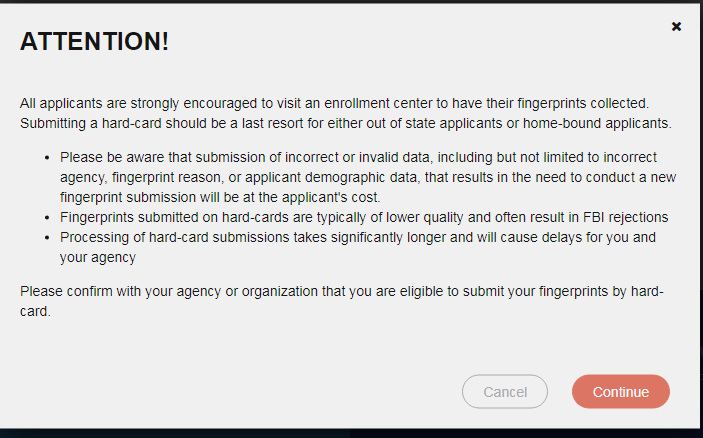 ATTENTION!
All applicants are strongly encouraged to visit an enrollment center to have their fingerprints collected.
Submitting a hard-card should be a last resort for either out of state applicants or home-bound applicants.
• Please be aware that submission of incorrect or invalid data, including but not limited to incorrect
agency, fingerprint reason, or applicant demographic data, that results in the need to conduct a new
fingerprint submission will be at the applicant's cost.
• Fingerprints submitted on hard-cards are typically of lower quality and often result in FBI rejections
• Processing of hard-card submissions takes significantly longer and will cause delays for you and
your agency
Please confirm with your agency or organization that you are eligible to submit your fingerprints by hard-
card.
Cancel Continue